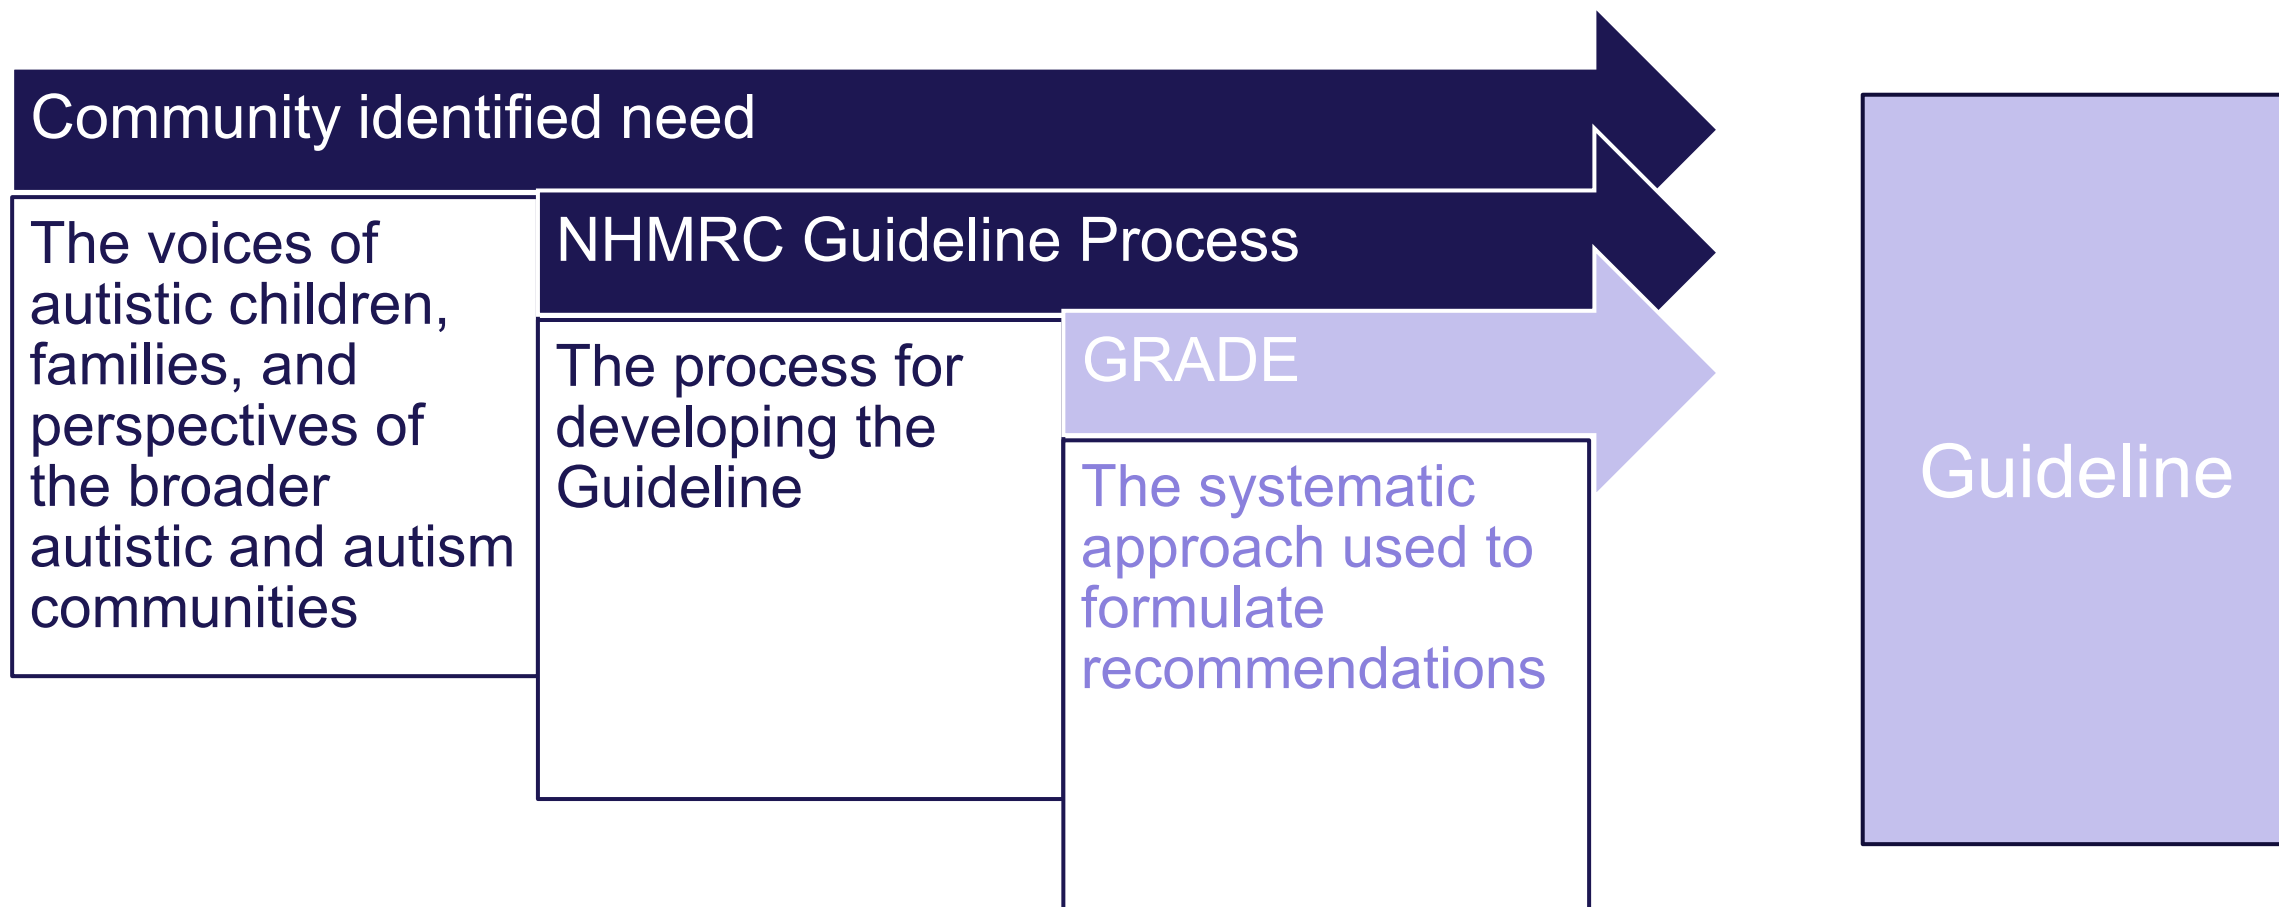 Community identified need
The voices of
autistic children,
families, and
perspectives of
the broader
autistic and autism
communities
NHMRC Guideline Process
The process for
developing the
Guideline
GRADE
The systematic
approach used to
formulate
recommendations
Guideline